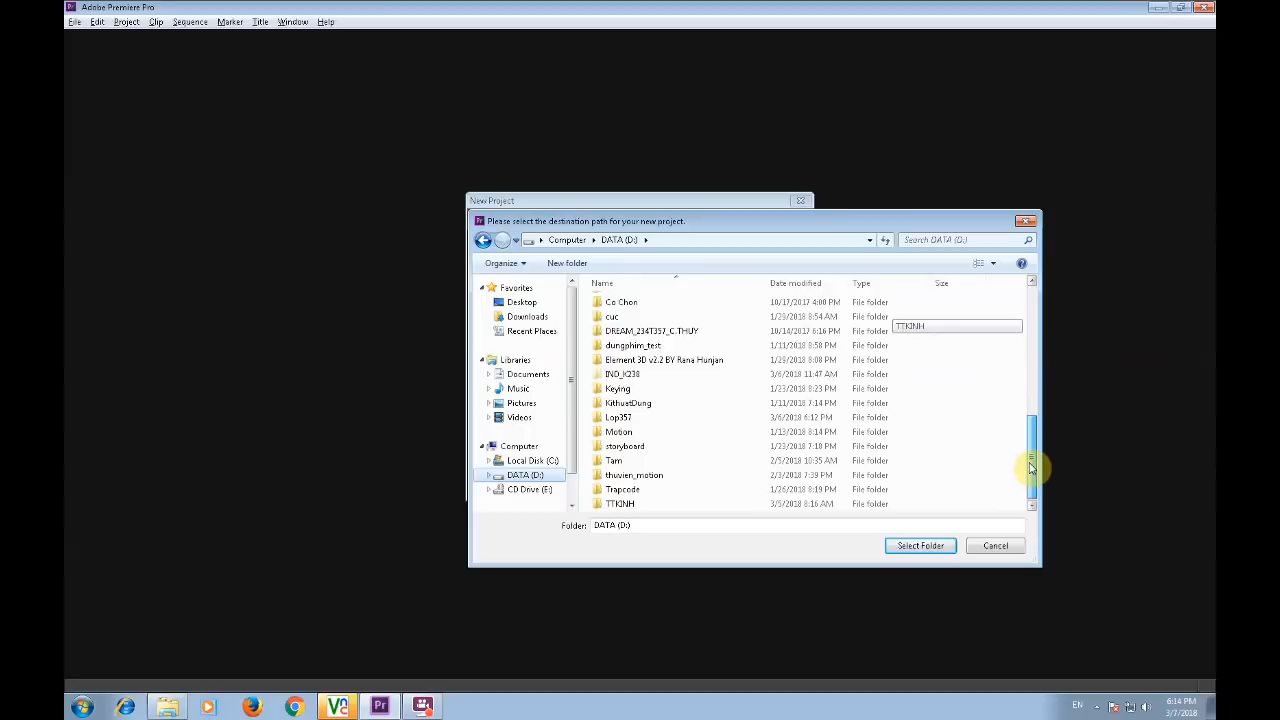 Adobe Premiere Pro
File Edit Project Clip Sequence Marker Title Window Help
New Project
Please select the destination path for your new project.
Computer DATA (D:)
Search DATA (D:)
Organize New folder
Favorites
Desktop
Downloads
Recent Places
Libraries
Documents
Music
Pictures
Videos
Computer
Local Disk (C:)
DATA (D:)
CD Drive (E:)
Name Date modified Type Size
Co Chon 10/17/2017 4:00 PM File folder
cuc 1/29/2018 8:54 AM File folder
DREAM_234T357_C.THUY 10/14/2017 6:16 PM File folder
TTKINH
dungphim_test 1/11/2018 8:58 PM File folder
Element 3D v2.2 BY Rana Hunjan 1/29/2018 8:08 PM File folder
IND_K238 3/6/2018 11:47 AM File folder
Keying 1/23/2018 8:23 PM File folder
KithuatDung 1/11/2018 7:14 PM File folder
Lop357 3/6/2018 6:12 PM File folder
Motion 1/13/2018 8:14 PM File folder
storyboard 1/23/2018 7:10 PM File folder
Tam 2/5/2018 10:35 AM File folder
thuvien_motion 2/3/2018 7:39 PM File folder
Trapcode 1/26/2018 8:19 PM File folder
TTKINH 3/5/2018 8:16 AM File folder
Folder: DATA (D:)
Select Folder Cancel
EN
6:14 PM
3/7/2018